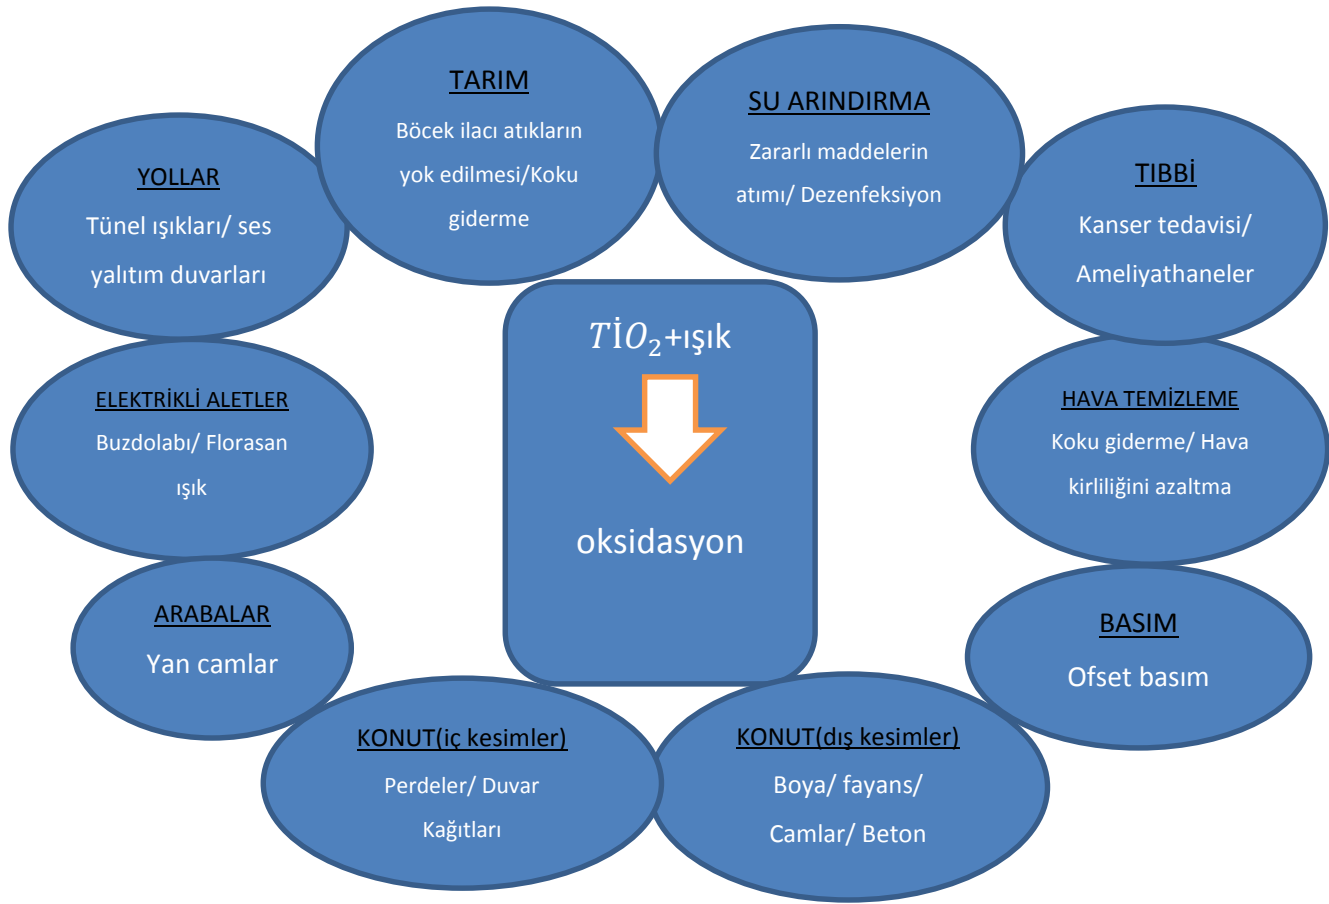 TARIM
Böcek ilacı atıkların
yok edilmesi/Koku
giderme
SU ARINDIRMA
Zararlı maddelerin
atımı/ Dezenfeksiyon
TIBBİ
Kanser tedavisi/
Ameliyathaneler
YOLLAR
Tünel ışıkları/ ses
yalıtım duvarları
TİO₂+ışık
oksidasyon
ELEKTRİKLİ ALETLER
Buzdolabı/ Florasan
ışık
HAVA TEMİZLEME
Koku giderme/ Hava
kirliliğini azaltma
ARABALAR
Yan camlar
BASIM
Ofset basım
KONUT(iç kesimler)
Perdeler/ Duvar
Kağıtları
KONUT(dış kesimler)
Boya/ fayans/
Camlar/ Beton